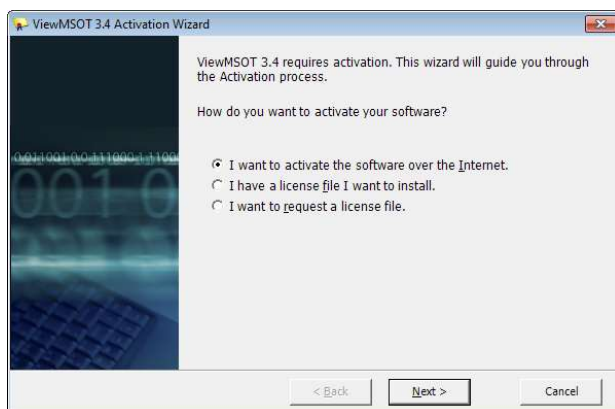 ViewMSOT 3.4 Activation Wizard
ViewMSOT 3.4 requires activation. This wizard will guide you through
the Activation process.
How do you want to activate your software?
I want to activate the software over the Internet.
I have a license file I want to install.
I want to request a license file.
001 0
< Back
Next >
Cancel